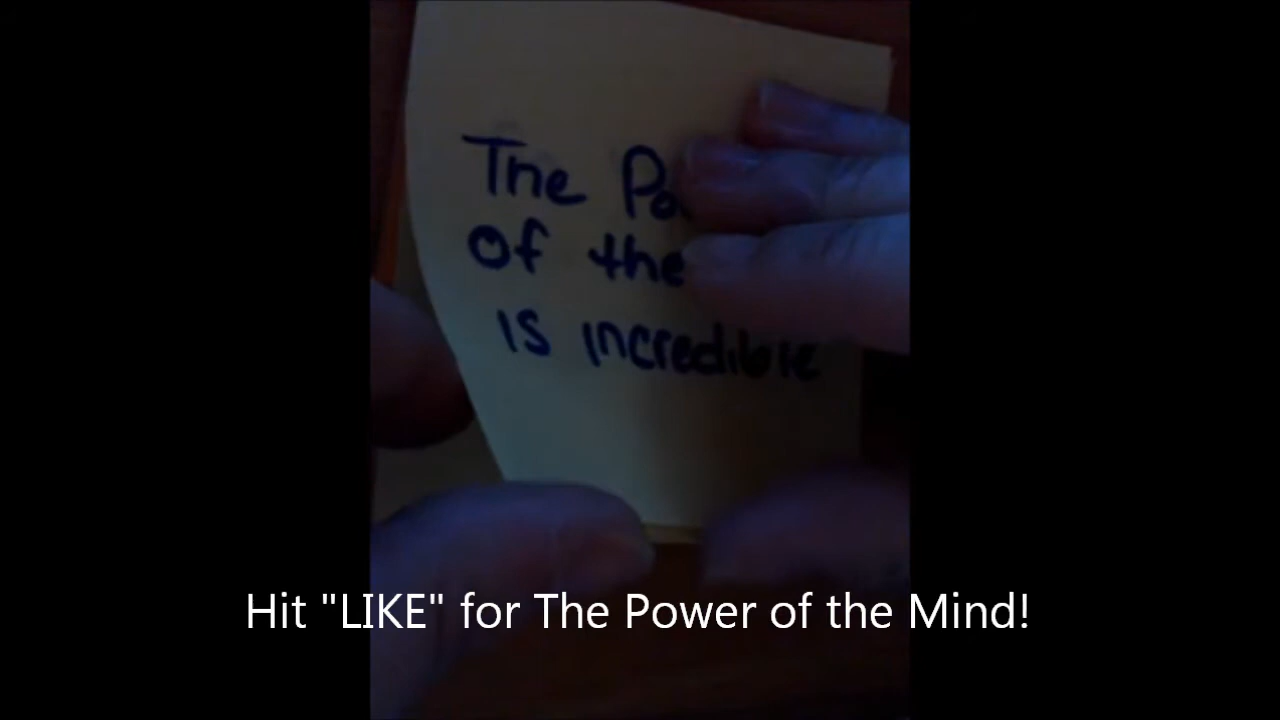 The Po
of the
is incredible
Hit "LIKE" for The Power of the Mind!